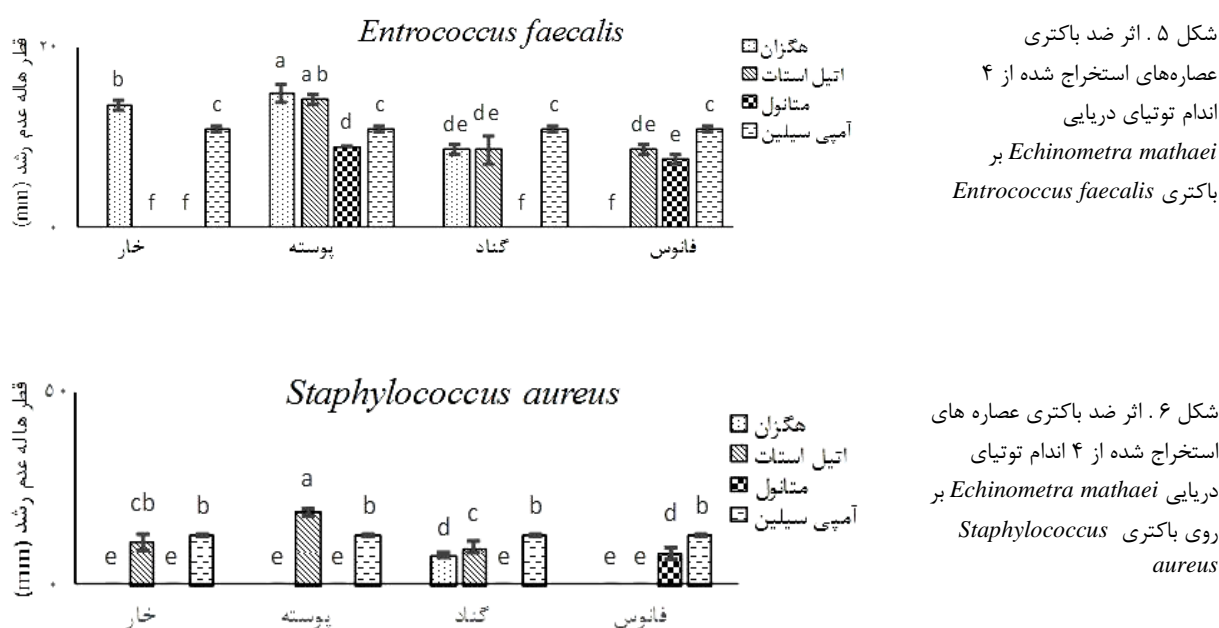 Entrococcus faecalis
قطر هاله عدم رشد (mm)
۲۰
۰
b
f
f
c
a
a b
d
c
de
de
f
c
f
de
e
c
هگزان
اتیل استات
متانول
آمپی سیلین
خار
پوسته
گناد
فانوس
شکل ۵ . اثر ضد باکتری
عصاره‌های استخراج شده از ۴
اندام توتیای دریایی
Echinometra mathaei بر
باکتری Entrococcus faecalis
Staphylococcus aureus
قطر هاله عدم رشد (mm)
۵۰
۰
e
cb
e
b
e
a
e
b
d
c
e
b
e
e
d
b
هگزان
اتیل استات
متانول
آمپی سیلین
خار
پوسته
گناد
فانوس
شکل ۶ . اثر ضد باکتری عصاره های
استخراج شده از ۴ اندام توتیای
دریایی Echinometra mathaei بر
روی باکتری Staphylococcus
aureus